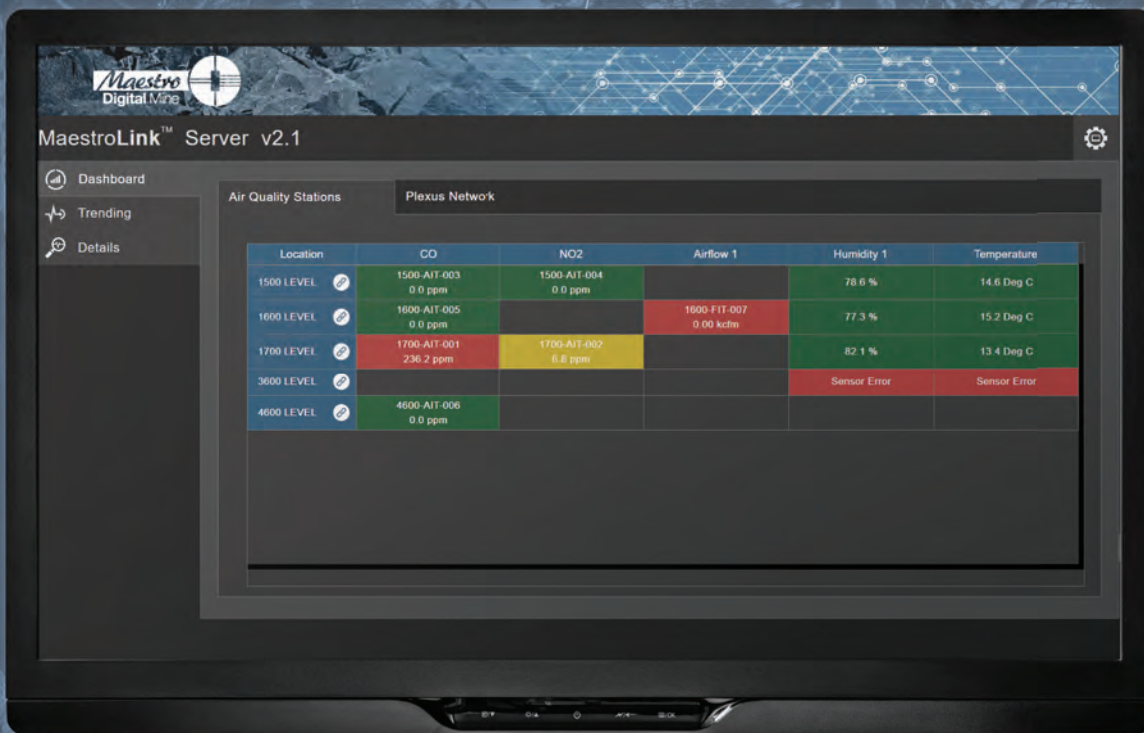 Maestro
Digital Mine
MaestroLink™ Server v2.1
Dashboard
Trending
Details
Air Quality Stations
Plexus Network
Location CO NO2 Airflow 1 Humidity 1 Temperature
1500 LEVEL 1500-AIT-003 0.0 ppm 1500-AIT-004 0.0 ppm 78.6 % 14.6 Deg C
1600 LEVEL 1600-AIT-005 0.0 ppm 1600-FIT-007 0.00 kcfm 77.3 % 15.2 Deg C
1700 LEVEL 1700-AIT-001 236.2 ppm 1700-AIT-002 6.8 ppm 82.1 % 13.4 Deg C
3600 LEVEL Sensor Error Sensor Error
4600 LEVEL 4600-AIT-006 0.0 ppm